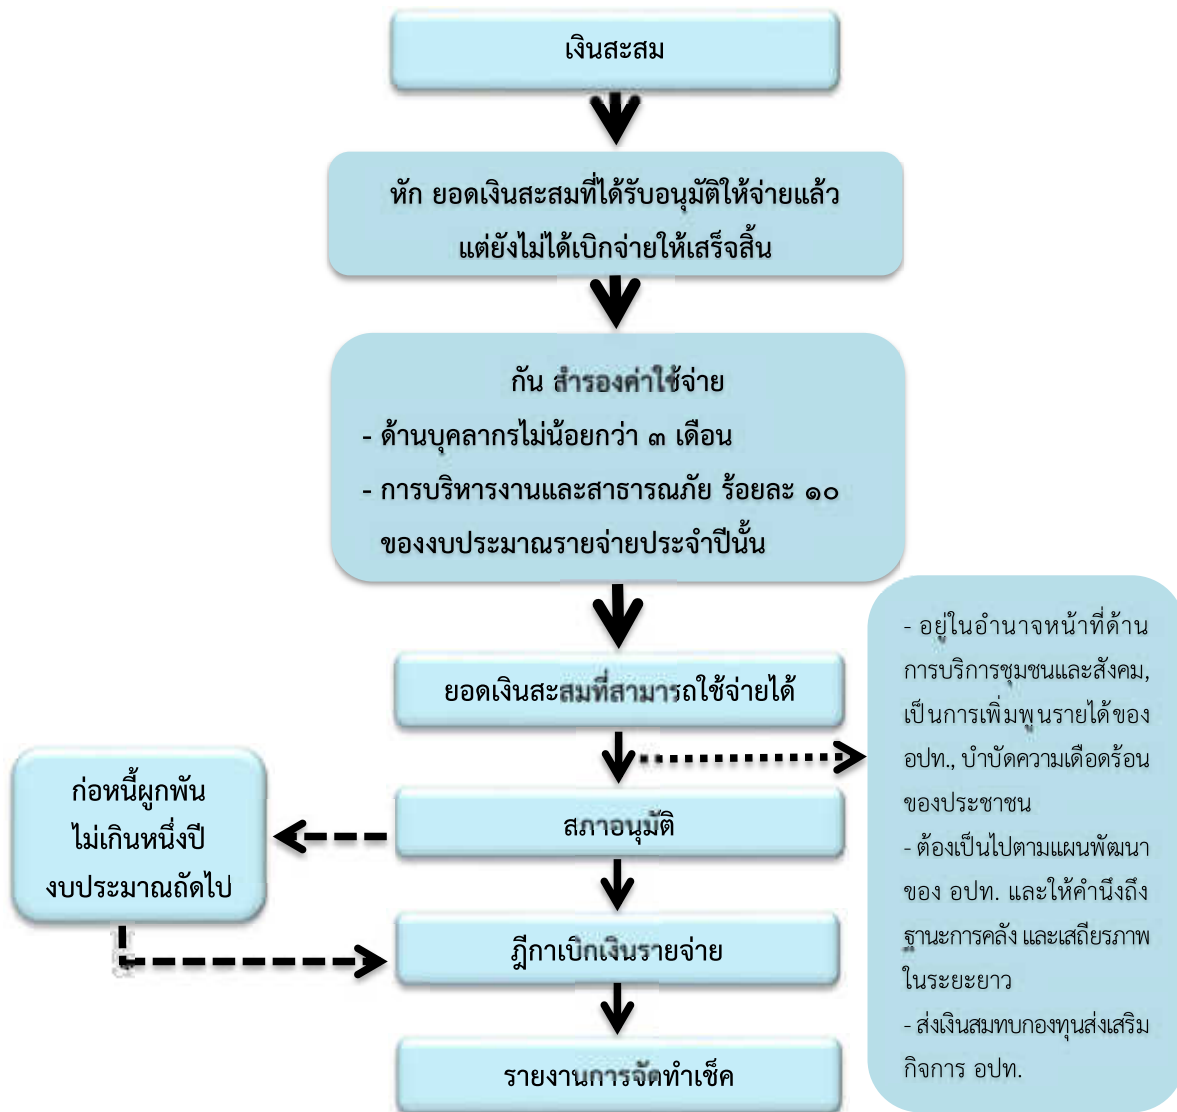 เงินสะสม
หัก ยอดเงินสะสมที่ได้รับอนุมัติให้จ่ายแล้ว
แต่ยังไม่ได้เบิกจ่ายให้เสร็จสิ้น
กัน สำรองค่าใช้จ่าย
- ด้านบุคลากรไม่น้อยกว่า ๓ เดือน
- การบริหารงานและสาธารณภัย ร้อยละ ๑๐
ของงบประมาณรายจ่ายประจำปีนั้น
ยอดเงินสะสมที่สามารถใช้จ่ายได้
- อยู่ในอำนาจหน้าที่ด้าน
การบริการชุมชนและสังคม,
เป็นการเพิ่มพูนรายได้ของ
อปท., บำบัดความเดือดร้อน
ของประชาชน
- ต้องเป็นไปตามแผนพัฒนา
ของ อปท. และให้คำนึงถึง
ฐานะการคลัง และเสถียรภาพ
ในระยะยาว
- ส่งเงินสมทบกองทุนส่งเสริม
กิจการ อปท.
สภาอนุมัติ
ก่อหนี้ผูกพัน
ไม่เกินหนึ่งปี
งบประมาณถัดไป
ฎีกาเบิกเงินรายจ่าย
รายงานการจัดทำเช็ค